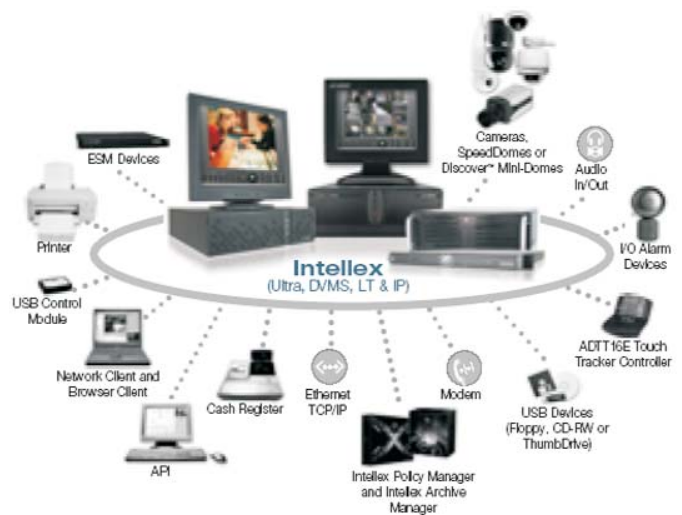 Cameras,
SpeedDomes or
Discover™ Mini-Domes
ESM Devices
Audio
In/Out
Printer
I/O Alarm
Devices
Intellex
(Ultra, DVMS, LT & IP)
USB Control
Module
ADTT16E Touch
Tracker Controller
Network Client and
Browser Client
Cash Register
Ethernet
TCP/IP
Modem
USB Devices
(Floppy, CD-RW or
ThumbDrive)
API
Intellex Policy Manager
and Intellex Archive
Manager